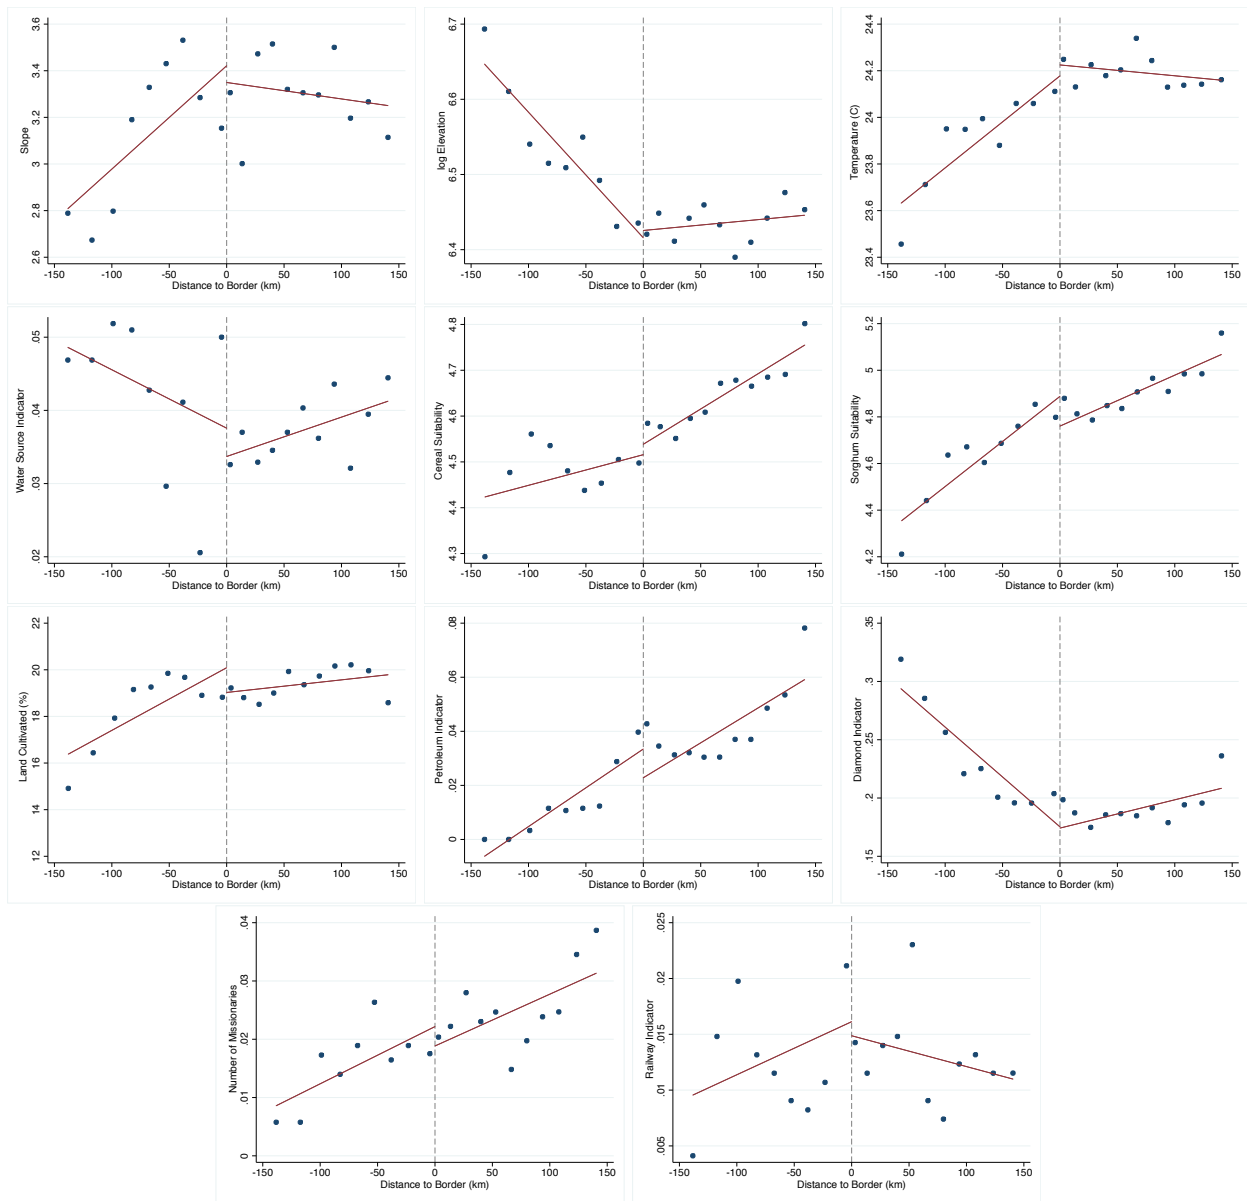 Slope
3.6
3.4
3.2
3
2.8
2.6
-150 -100 -50 0 50 100 150
Distance to Border (km)
log Elevation
6.7
6.6
6.5
6.4
-150 -100 -50 0 50 100 150
Distance to Border (km)
Temperature (C)
24.4
24.2
24
23.8
23.6
23.4
-150 -100 -50 0 50 100 150
Distance to Border (km)
Water Source Indicator
.05
.04
.03
.02
-150 -100 -50 0 50 100 150
Distance to Border (km)
Cereal Suitability
4.8
4.7
4.6
4.5
4.4
4.3
-150 -100 -50 0 50 100 150
Distance to Border (km)
Sorghum Suitability
5.2
5
4.8
4.6
4.4
4.2
-150 -100 -50 0 50 100 150
Distance to Border (km)
Land Cultivated (%)
22
20
18
16
14
12
-150 -100 -50 0 50 100 150
Distance to Border (km)
Petroleum Indicator
.08
.06
.04
.02
0
-150 -100 -50 0 50 100 150
Distance to Border (km)
Diamond Indicator
.35
.3
.25
.2
.15
-150 -100 -50 0 50 100 150
Distance to Border (km)
Number of Missionaries
.04
.03
.02
.01
0
-150 -100 -50 0 50 100 150
Distance to Border (km)
Railway Indicator
.025
.02
.015
.01
.005
-150 -100 -50 0 50 100 150
Distance to Border (km)